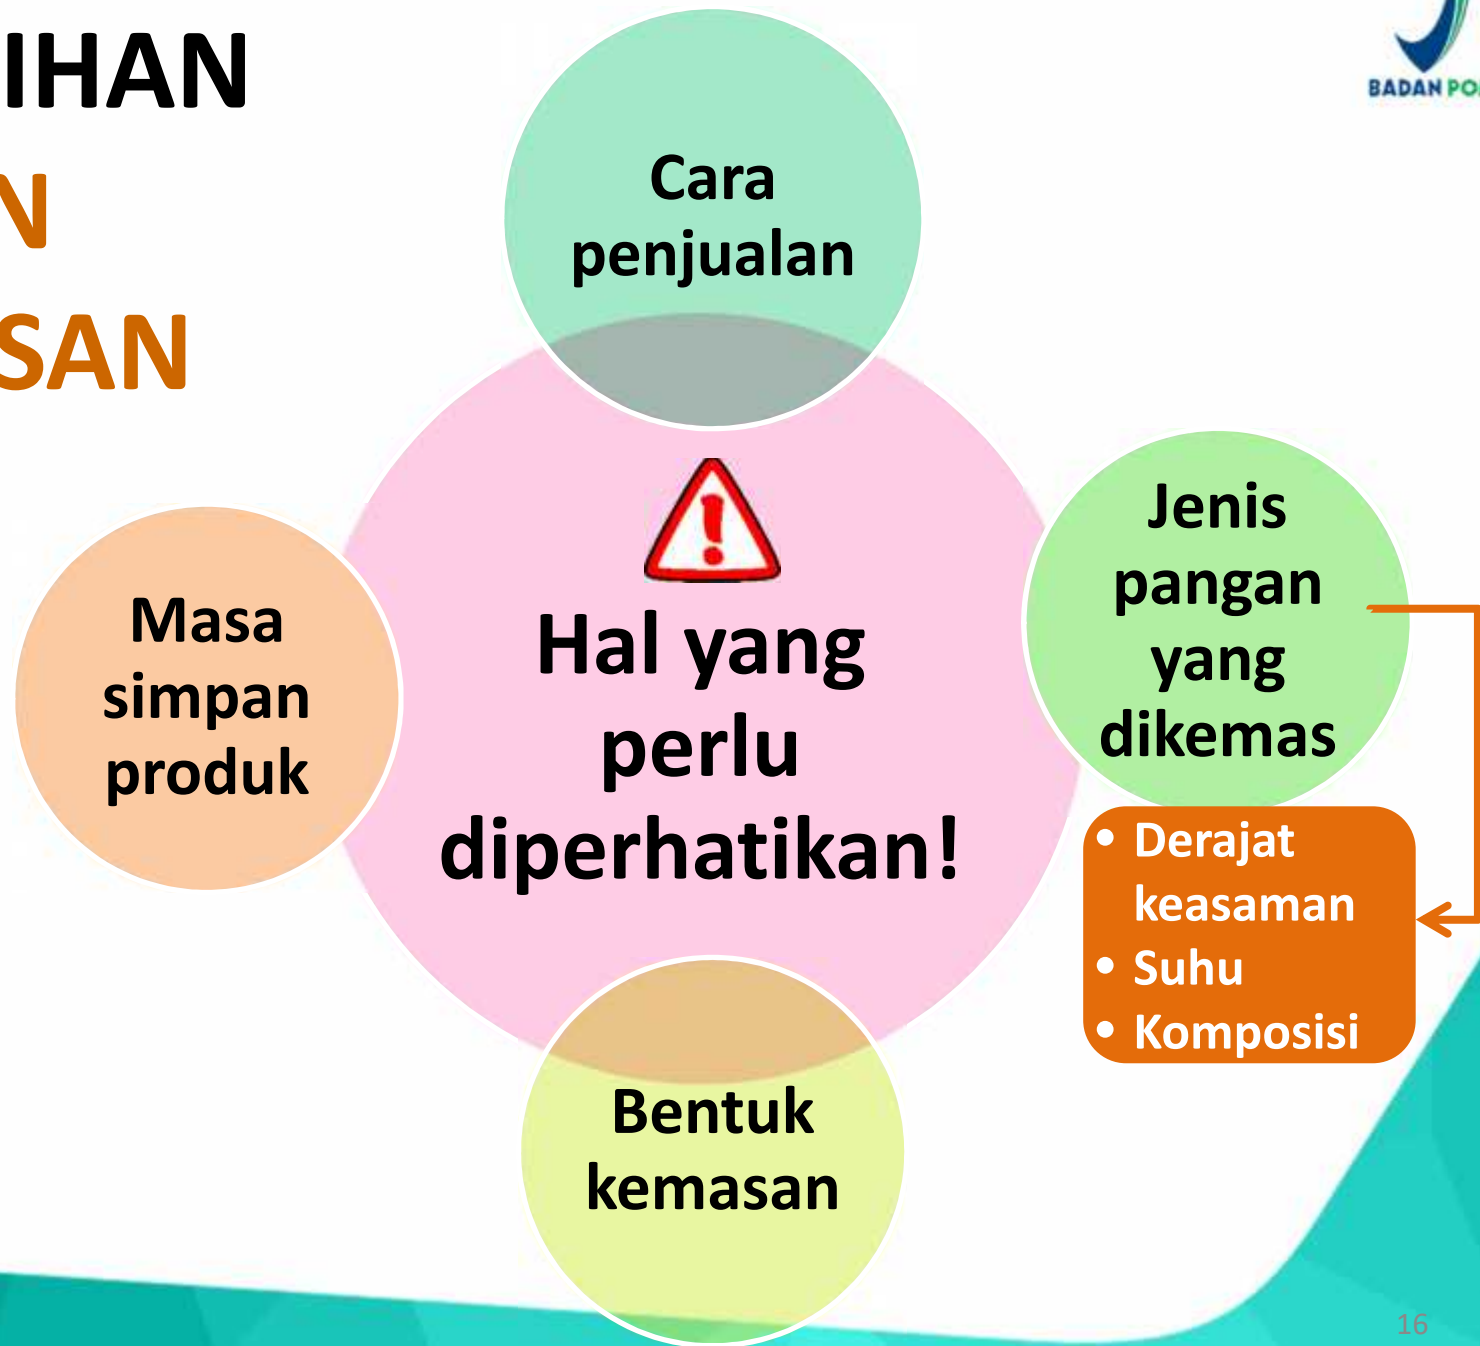 IHAN
N
SAN
BADAN PO
Cara
penjualan
Jenis
pangan
yang
dikemas
Masa
simpan
produk
Hal yang
perlu
diperhatikan!
• Derajat
keasaman
• Suhu
• Komposisi
Bentuk
kemasan
16